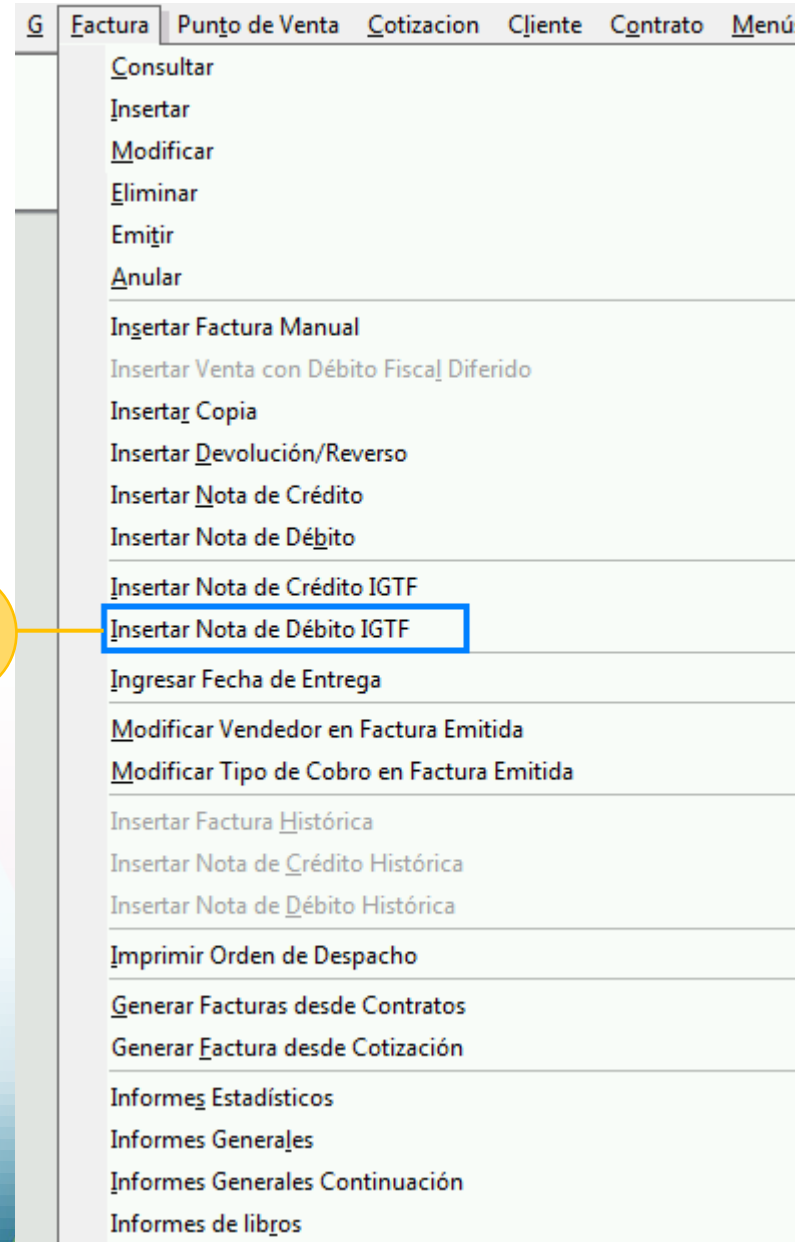 G Factura Punto de Venta Cotizacion Cliente Contrato Menús
Consultar
Insertar
Modificar
Eliminar
Emitir
Anular
Insertar Factura Manual
Insertar Venta con Débito Fiscal Diferido
Insertar Copia
Insertar Devolución/Reverso
Insertar Nota de Crédito
Insertar Nota de Débito
Insertar Nota de Crédito IGTF
Insertar Nota de Débito IGTF
Ingresar Fecha de Entrega
Modificar Vendedor en Factura Emitida
Modificar Tipo de Cobro en Factura Emitida
Insertar Factura Histórica
Insertar Nota de Crédito Histórica
Insertar Nota de Débito Histórica
Imprimir Orden de Despacho
Generar Facturas desde Contratos
Generar Factura desde Cotización
Informes Estadísticos
Informes Generales
Informes Generales Continuación
Informes de libros